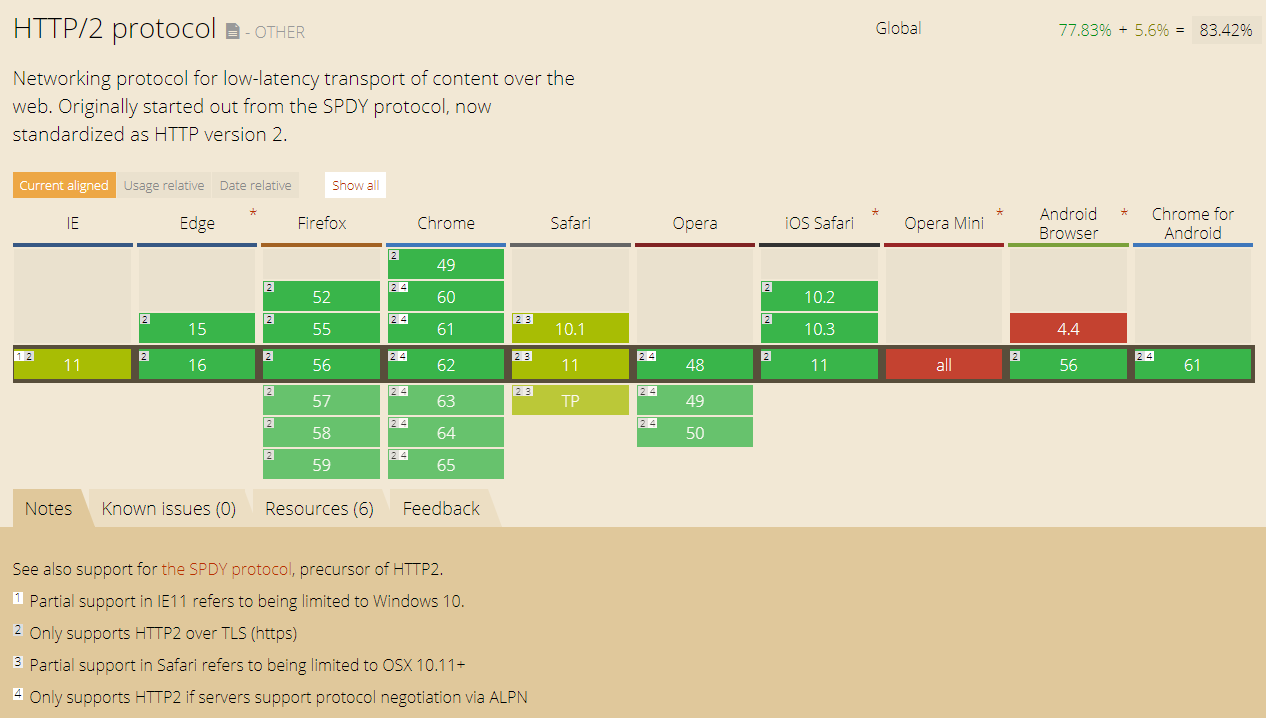 HTTP/2 protocol - OTHER
Global 77.83% + 5.6% = 83.42%
Networking protocol for low-latency transport of content over the
web. Originally started out from the SPDY protocol, now
standardized as HTTP version 2.
Current aligned Usage relative Date relative Show all
IE Edge * Firefox Chrome Safari Opera iOS Safari * Opera Mini * Android Browser * Chrome for Android
2 49
2 52 2 4 60 2 10.2
2 15 2 55 2 4 61 2 3 10.1 2 10.3 4.4
1 2 11 2 16 2 56 2 4 62 2 3 11 2 4 48 2 11 all 2 56 2 4 61
2 57 2 4 63 2 3 TP 2 4 49
2 58 2 4 64 2 4 50
2 59 2 4 65
Notes Known issues (0) Resources (6) Feedback
See also support for the SPDY protocol, precursor of HTTP2.
1 Partial support in IE11 refers to being limited to Windows 10.
2 Only supports HTTP2 over TLS (https)
3 Partial support in Safari refers to being limited to OSX 10.11+
4 Only supports HTTP2 if servers support protocol negotiation via ALPN